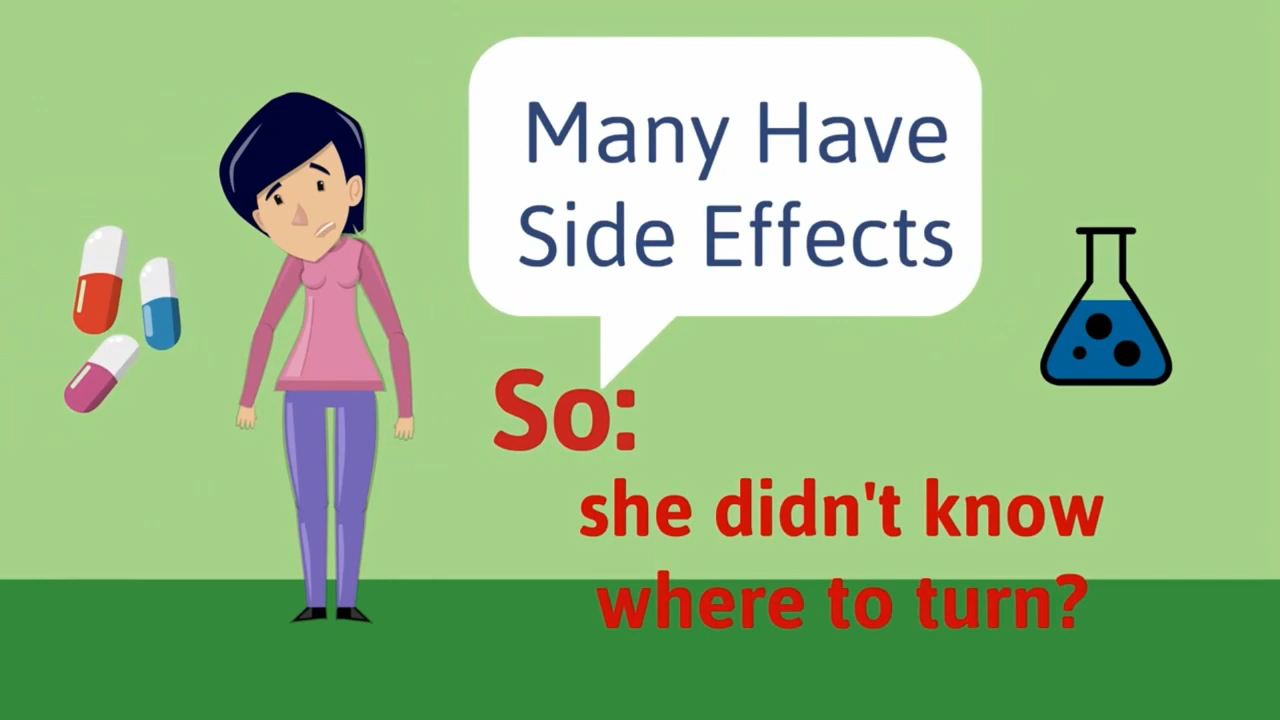 Many Have
Side Effects
So:
she didn't know
where to turn?